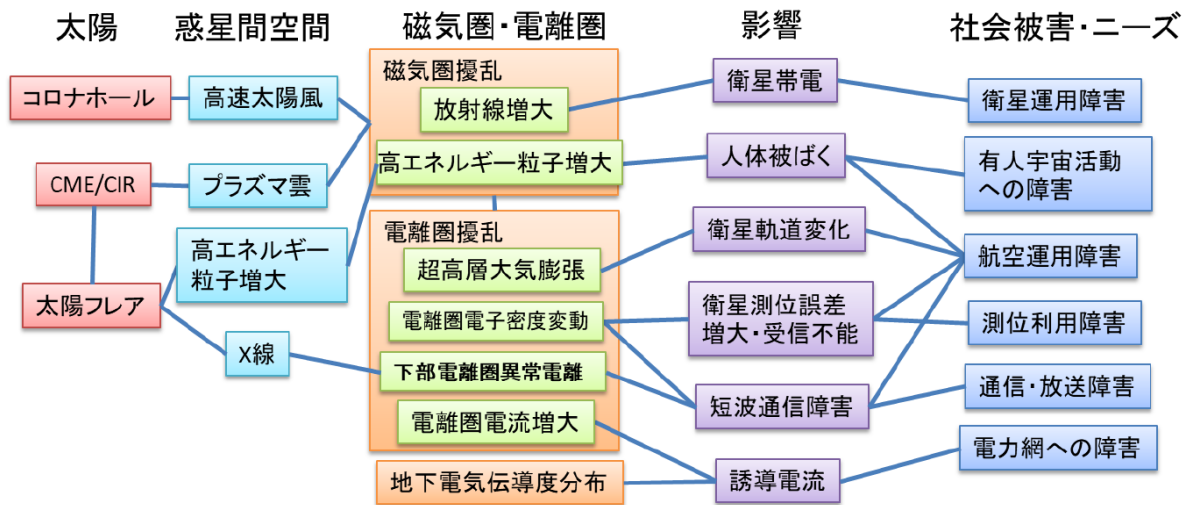 太陽
惑星間空間
磁気圏・電離圏
影響
社会被害・ニーズ
コロナホール
CME/CIR
太陽フレア
高速太陽風
プラズマ雲
高エネルギー
粒子増大
X線
磁気圏擾乱
放射線増大
高エネルギー粒子増大
電離圏擾乱
超高層大気膨張
電離圏電子密度変動
下部電離圏異常電離
電離圏電流増大
地下電気伝導度分布
衛星帯電
人体被ばく
衛星軌道変化
衛星測位誤差
増大・受信不能
短波通信障害
誘導電流
衛星運用障害
有人宇宙活動
への障害
航空運用障害
測位利用障害
通信・放送障害
電力網への障害